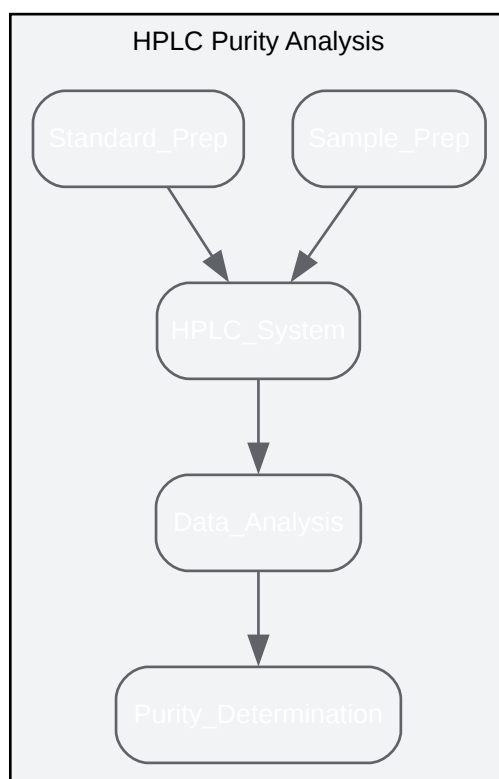 HPLC Purity Analysis
Standard_Prep
Sample_Prep
HPLC_System
Data_Analysis
Purity_Determination